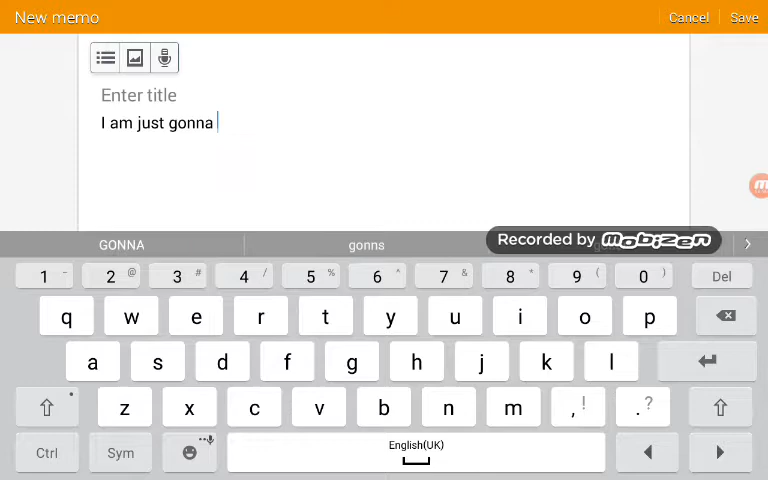 New memo
Cancel
Save
Enter title
I am just gonna
GONNA
gonns
Recorded by mobizen
1 - 2 @ 3 # 4 / 5 % 6 ^ 7 & 8 * 9 ( 0 ) Del
q w e r t y u i o p
a s d f g h j k l
z x c v b n m , ! . ?
Ctrl Sym English(UK)